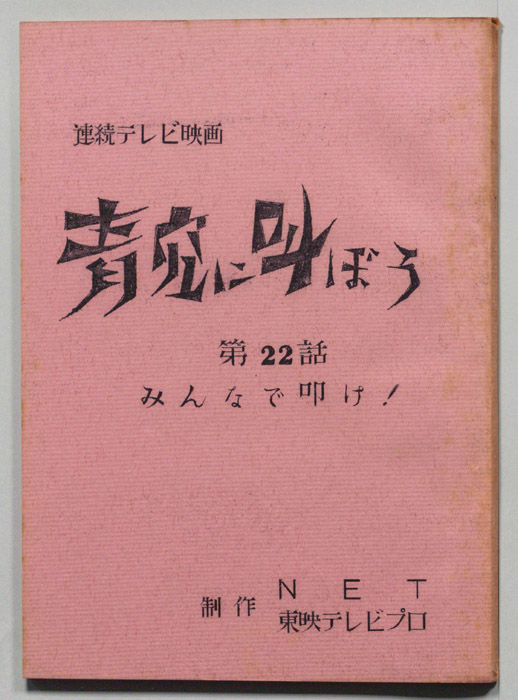 連続テレビ映画
青空に叫ぼう
第22話
みんなで叩け!
制作 NET
東映テレビプロ